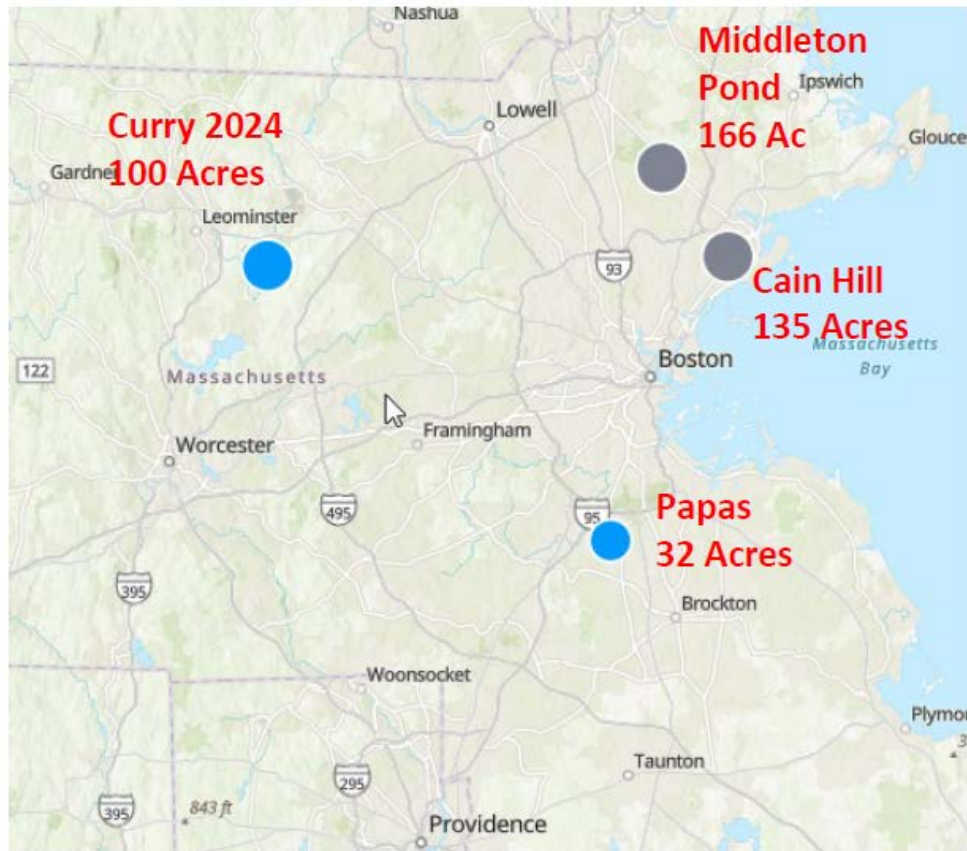 Nashua
Middleton
Pond
166 Ac
Ipswich
Lowell
Curry 2024
100 Acres
Gardner
Glouce
Leominster
93
Cain Hill
135 Acres
Massachusetts
Bay
Boston
122
Massachusetts
Framingham
Worcester
495
95
Papas
32 Acres
395
Brockton
Woonsocket
Plymo
3
Taunton
295
395
843 ft
Providence